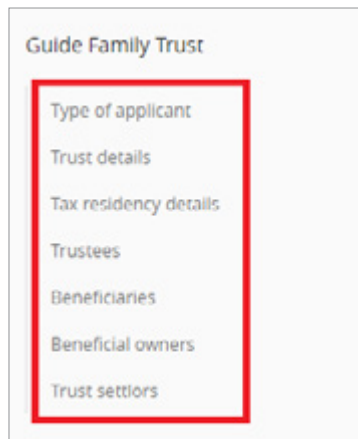 Guide Family Trust
Type of applicant
Trust details
Tax residency details
Trustees
Beneficiaries
Beneficial owners
Trust settlors